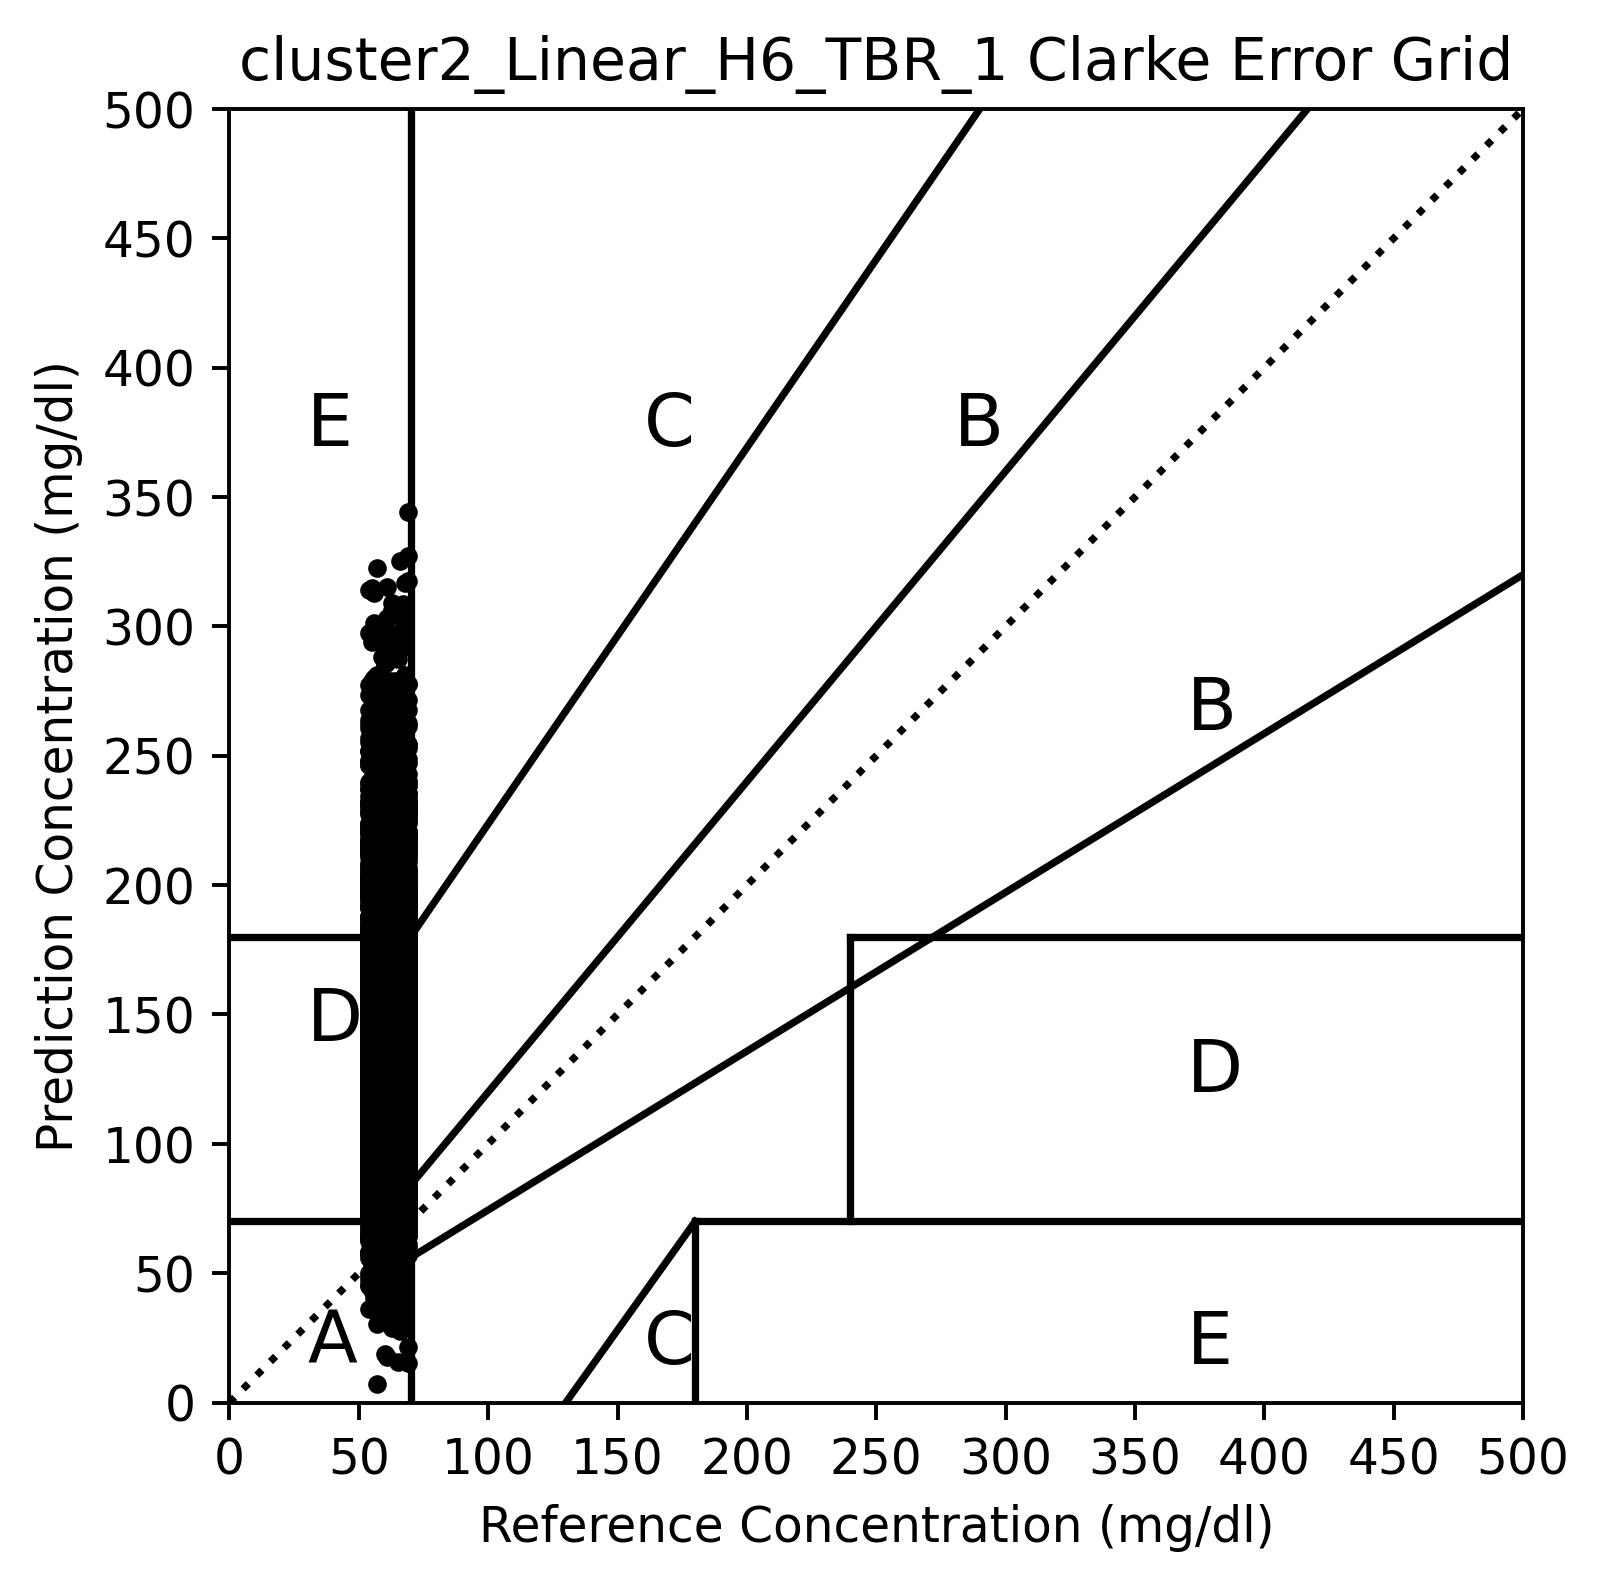 cluster2_Linear_H6_TBR_1 Clarke Error Grid
500
450
400
350
300
250
200
150
100
50
0
Prediction Concentration (mg/dl)
E
C
B
B
D
D
A
C
E
0 50 100 150 200 250 300 350 400 450 500
Reference Concentration (mg/dl)